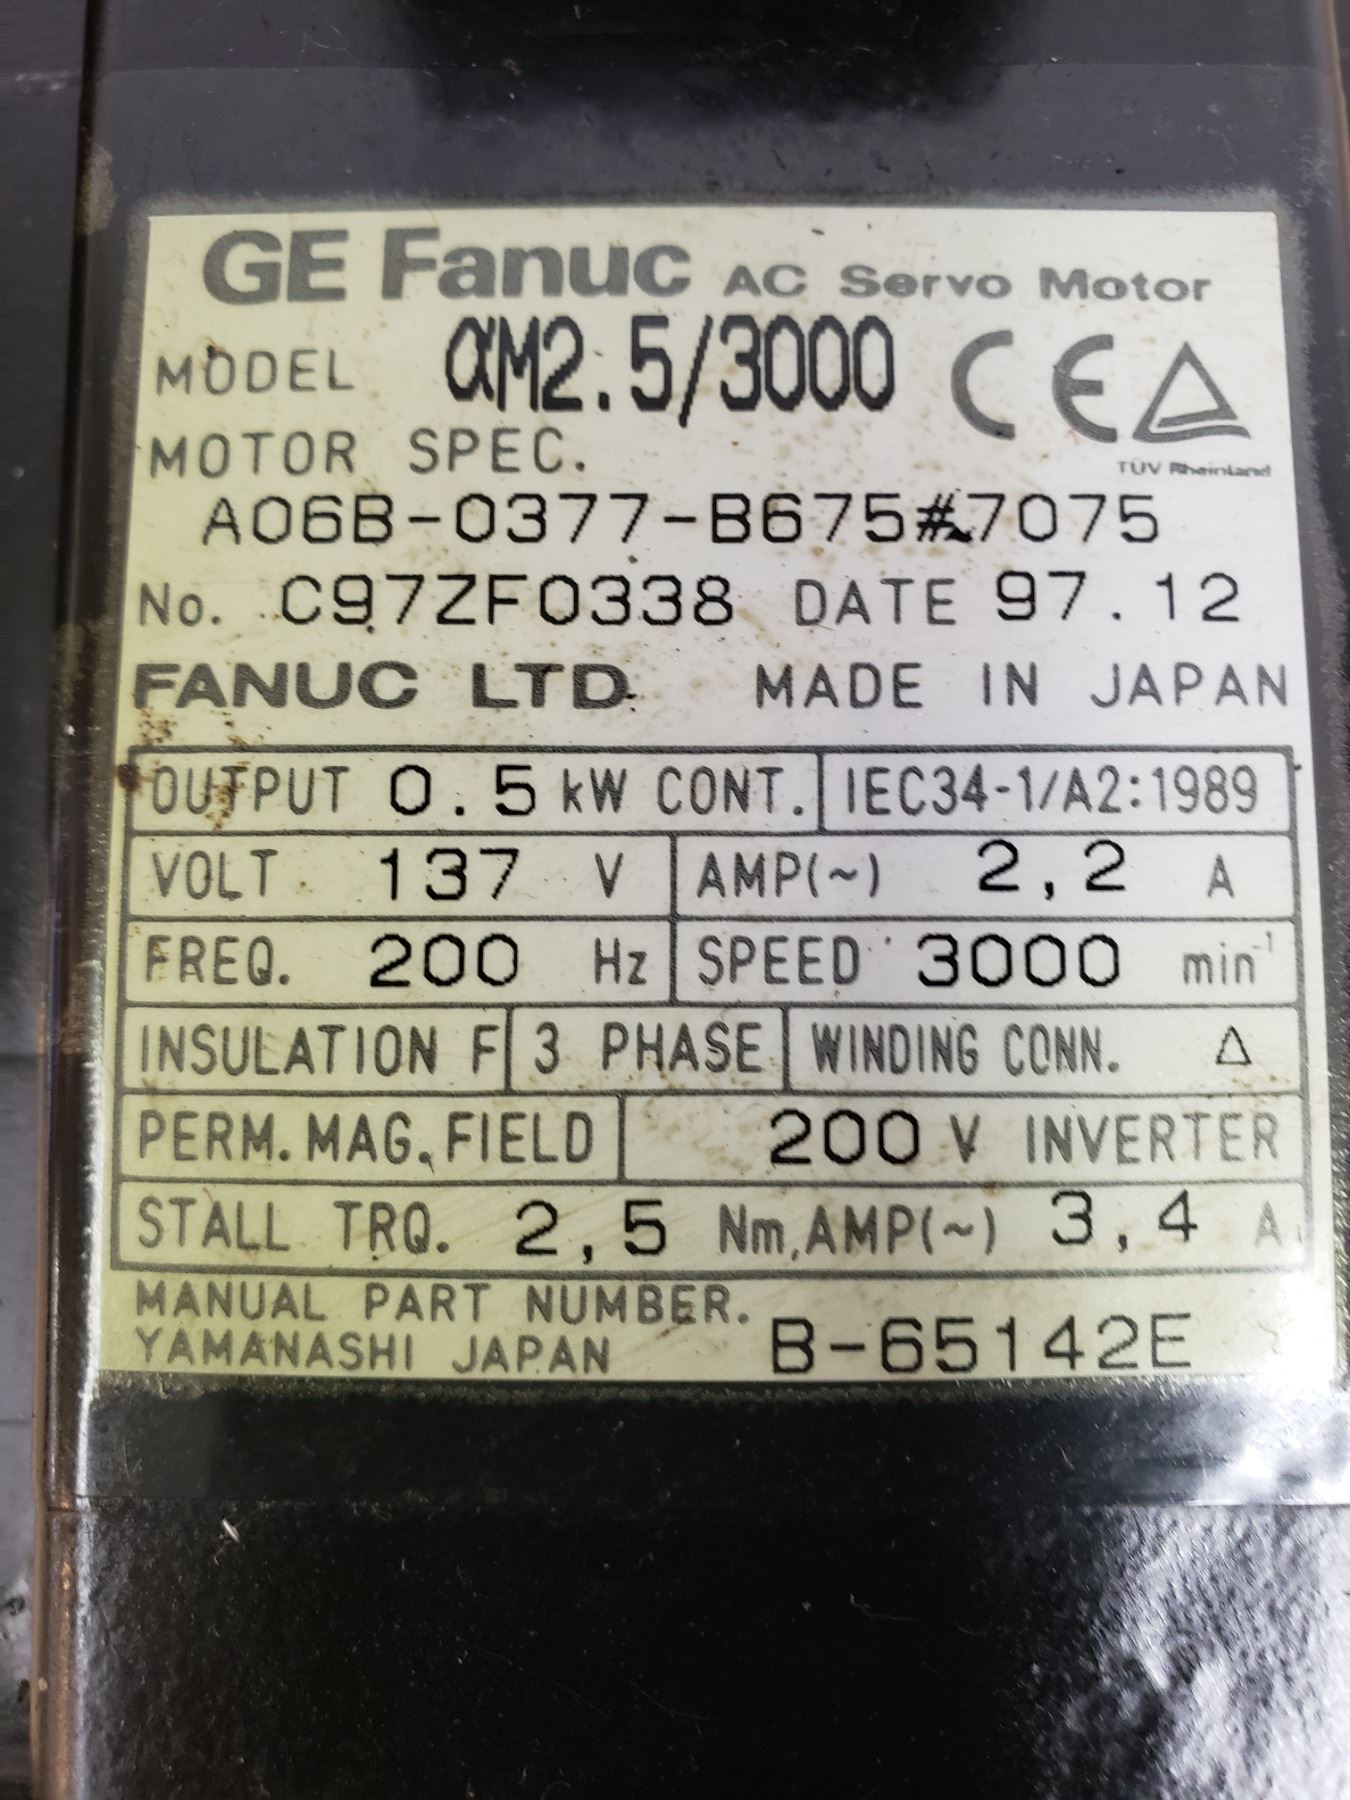 GE Fanuc AC Servo Motor
MODEL αM2.5/3000 CE
MOTOR SPEC.
TÜV Rheinland
A06B-0377-B675#7075
No. C97ZF0338 DATE 97.12
FANUC LTD MADE IN JAPAN
OUTPUT 0.5 kW CONT. IEC34-1/A2:1989
VOLT 137 V AMP(~) 2,2 A
FREQ. 200 Hz SPEED 3000 min⁻¹
INSULATION F 3 PHASE WINDING CONN. △
PERM. MAG. FIELD 200 V INVERTER
STALL TRQ. 2,5 Nm, AMP(~) 3,4 A
MANUAL PART NUMBER.
YAMANASHI JAPAN B-65142E